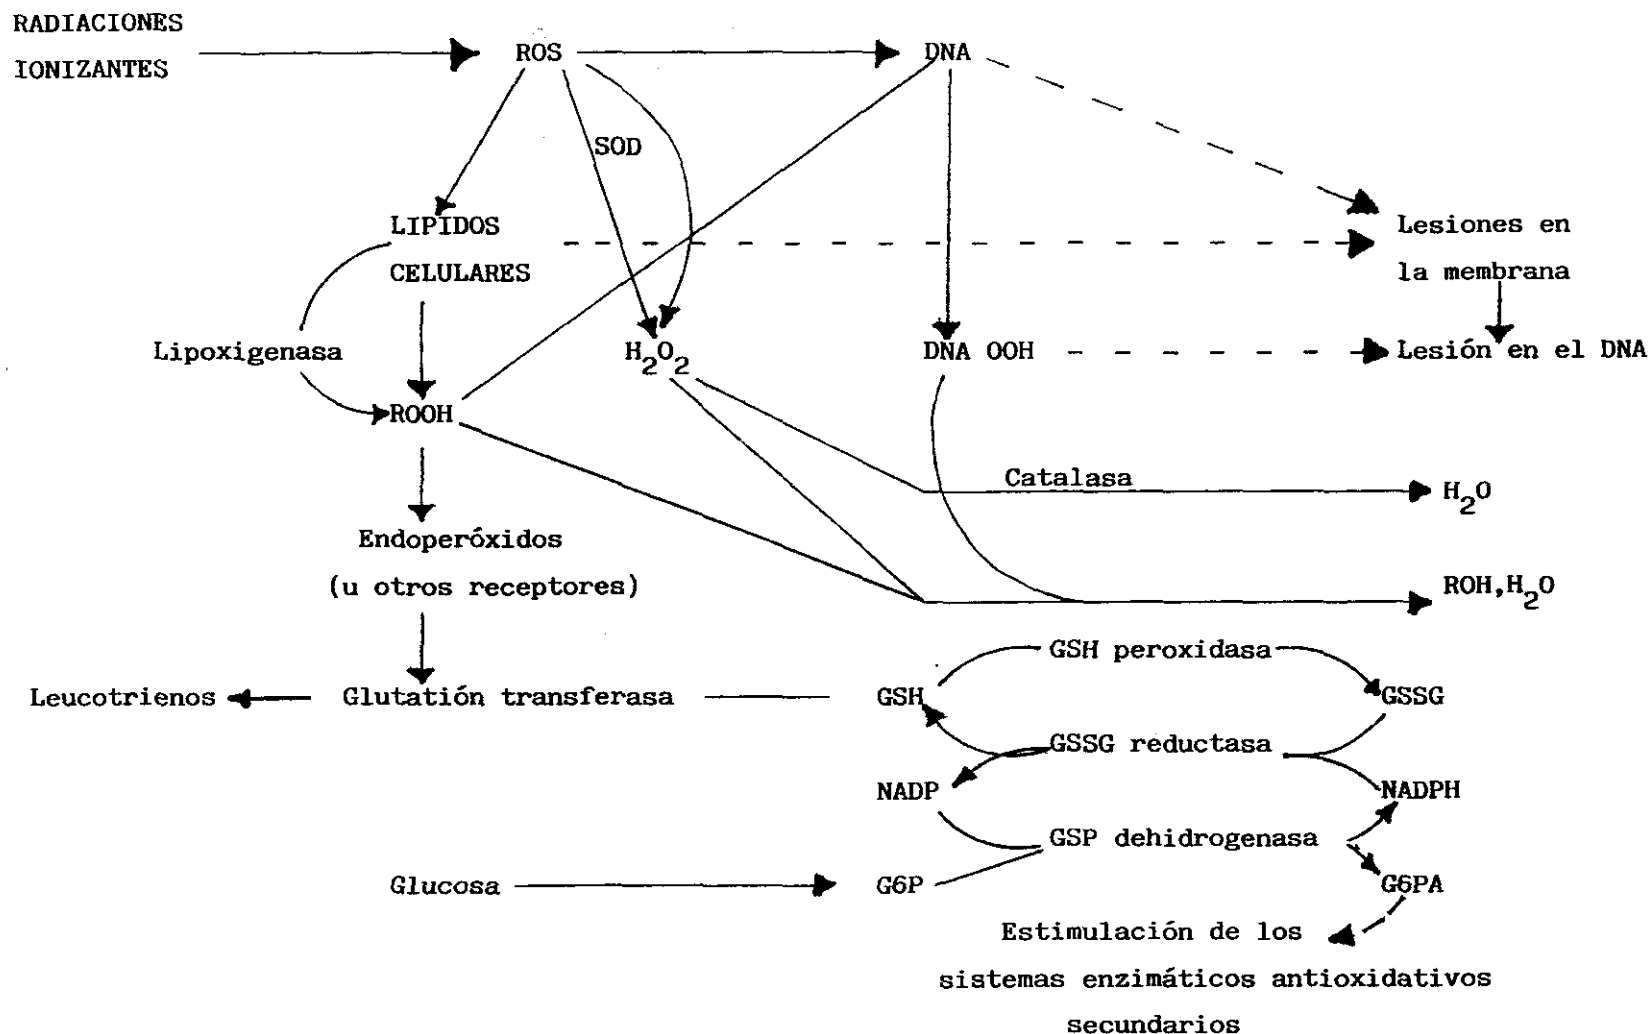 RADIACIONES
IONIZANTES
ROS
DNA
SOD
LIPIDOS
CELULARES
Lesiones en
la membrana
Lipoxigenasa
H2O2
DNA OOH
Lesión en el DNA
ROOH
Catalasa
H2O
Endoperóxidos
(u otros receptores)
ROH,H2O
GSH peroxidasa
Leucotrienos
Glutatión transferasa
GSH
GSSG
GSSG reductasa
NADP
NADPH
GSP dehidrogenasa
Glucosa
G6P
G6PA
Estimulación de los
sistemas enzimáticos antioxidativos
secundarios